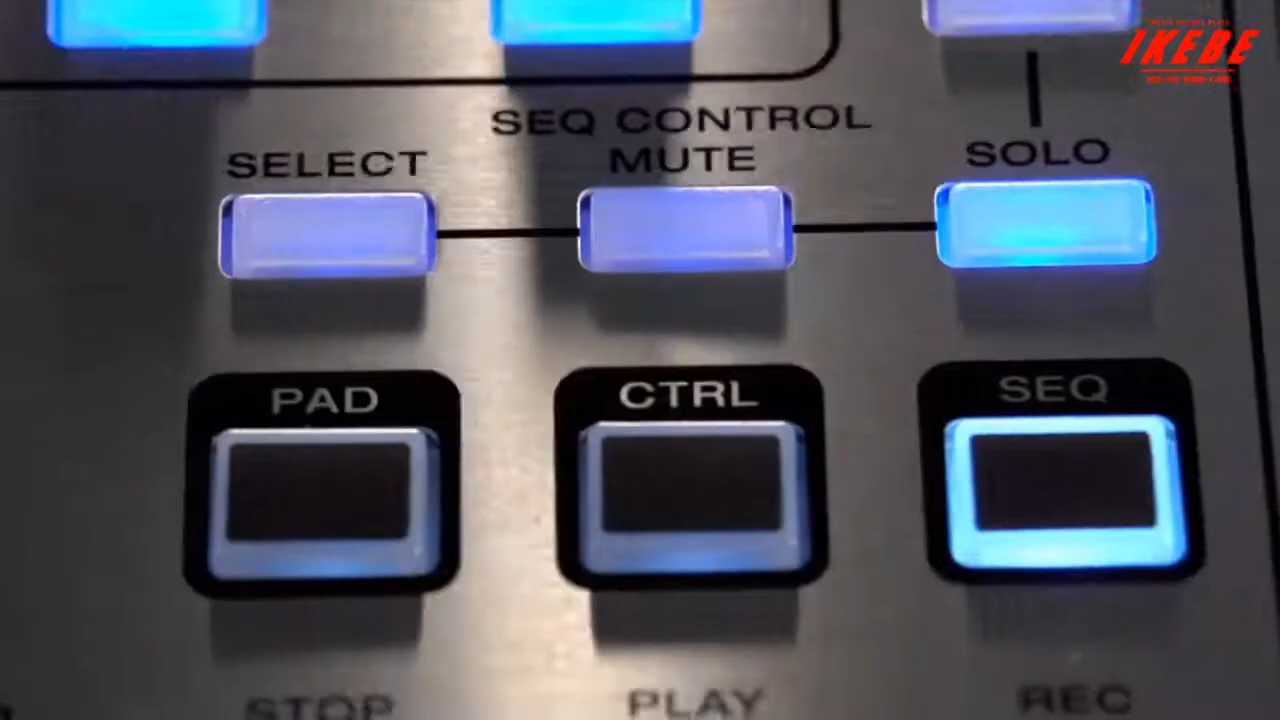 IKEBE
SEQ CONTROL
SELECT
MUTE
SOLO
PAD
CTRL
SEQ
STOP
PLAY
REC